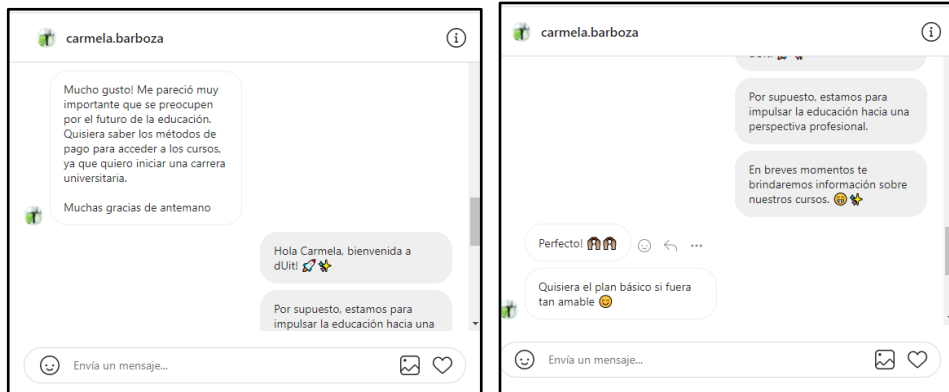 carmela.barboza
Mucho gusto! Me pareció muy
importante que se preocupen
por el futuro de la educación.
Quisiera saber los métodos de
pago para acceder a los cursos,
ya que quiero iniciar una carrera
universitaria.
Muchas gracias de antemano
Hola Carmela, bienvenida a
dUit! 🚀✨
Por supuesto, estamos para
impulsar la educación hacia una
Envía un mensaje...
carmela.barboza
Por supuesto, estamos para
impulsar la educación hacia una
perspectiva profesional.
En breves momentos te
brindaremos información sobre
nuestros cursos. 😁✨
Perfecto! 🙌🙌
Quisiera el plan básico si fuera
tan amable 😊
Envía un mensaje...